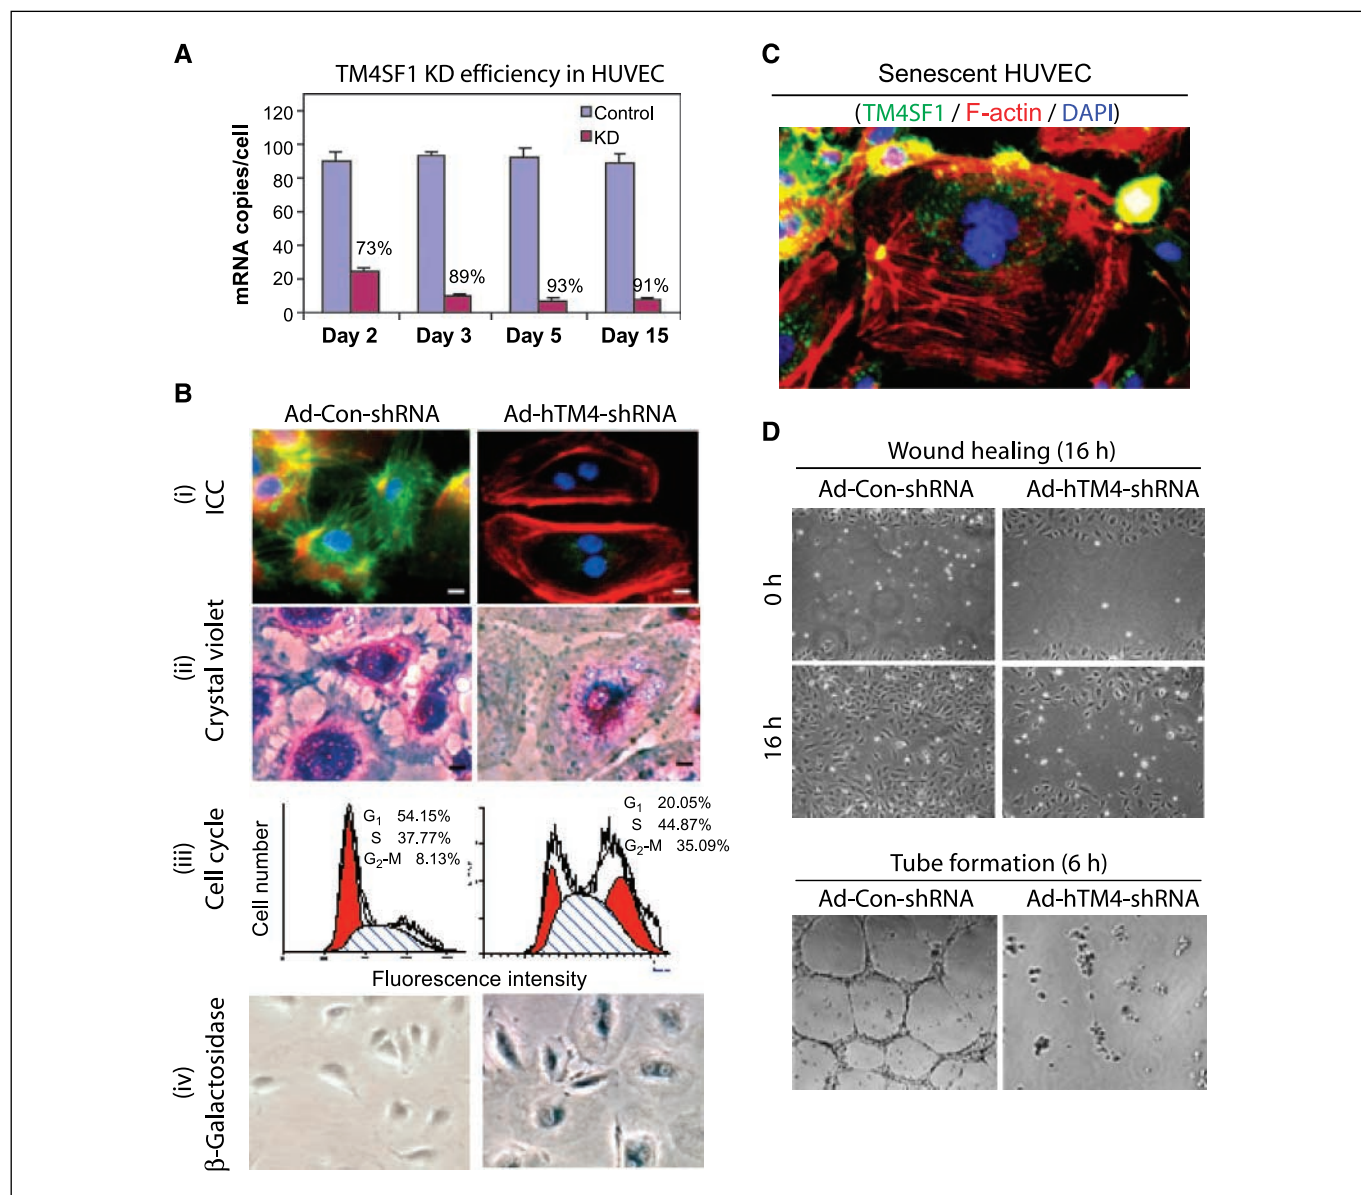 A
TM4SF1 KD efficiency in HUVEC
mRNA copies/cell
120
100
80
60
40
20
0
Control
KD
73%
89%
93%
91%
Day 2
Day 3
Day 5
Day 15
B
Ad-Con-shRNA
Ad-hTM4-shRNA
(i)
ICC
(ii)
Crystal violet
(iii)
Cell cycle
Cell number
G1 54.15%
S 37.77%
G2-M 8.13%
G1 20.05%
S 44.87%
G2-M 35.09%
Fluorescence intensity
(iv)
β-Galactosidase
C
Senescent HUVEC
(TM4SF1 / F-actin / DAPI)
D
Wound healing (16 h)
Ad-Con-shRNA
Ad-hTM4-shRNA
0 h
16 h
Tube formation (6 h)
Ad-Con-shRNA
Ad-hTM4-shRNA